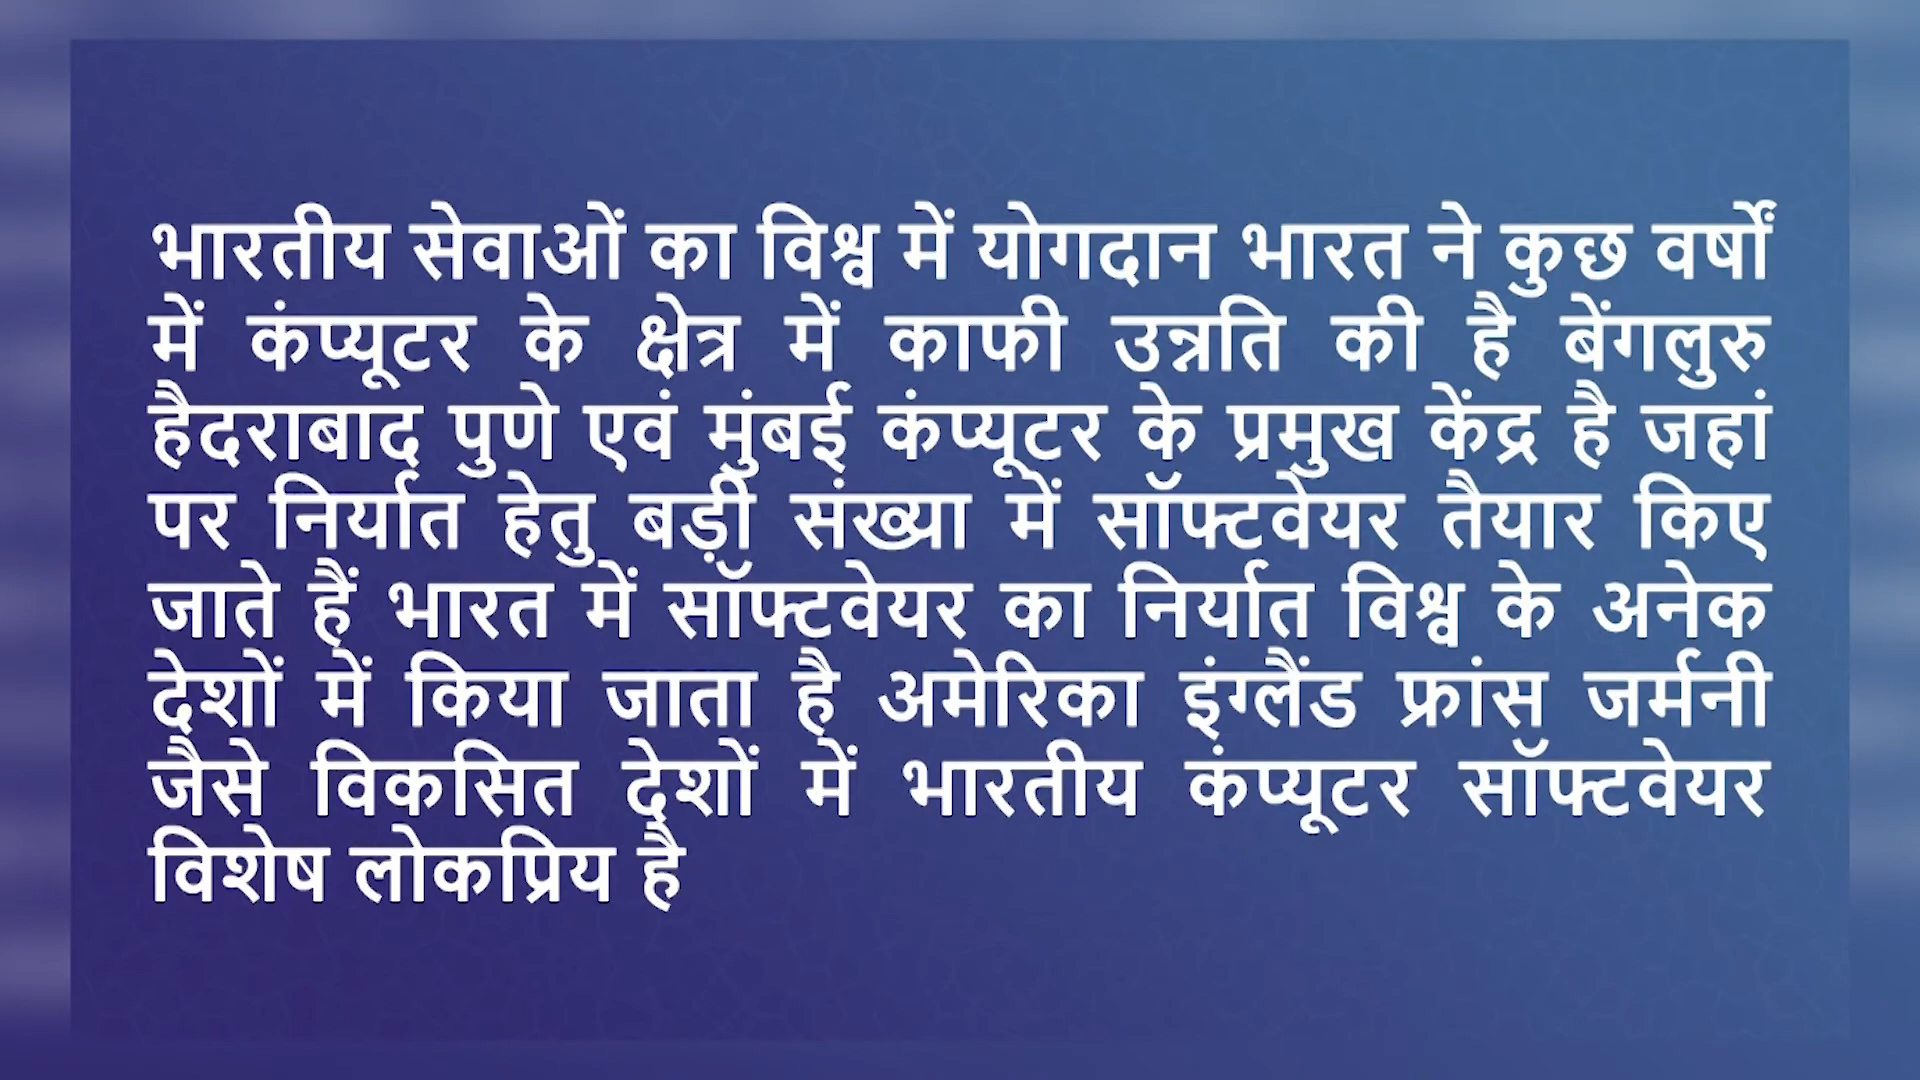 भारतीय सेवाओं का विश्व में योगदान भारत ने कुछ वर्षों
में कंप्यूटर के क्षेत्र में काफी उन्नति की है बेंगलुरु
हैदराबाद पुणे एवं मुंबई कंप्यूटर के प्रमुख केंद्र है जहां
पर निर्यात हेतु बड़ी संख्या में सॉफ्टवेयर तैयार किए
जाते हैं भारत में सॉफ्टवेयर का निर्यात विश्व के अनेक
देशों में किया जाता है अमेरिका इंग्लैंड फ्रांस जर्मनी
जैसे विकसित देशों में भारतीय कंप्यूटर सॉफ्टवेयर
विशेष लोकप्रिय है